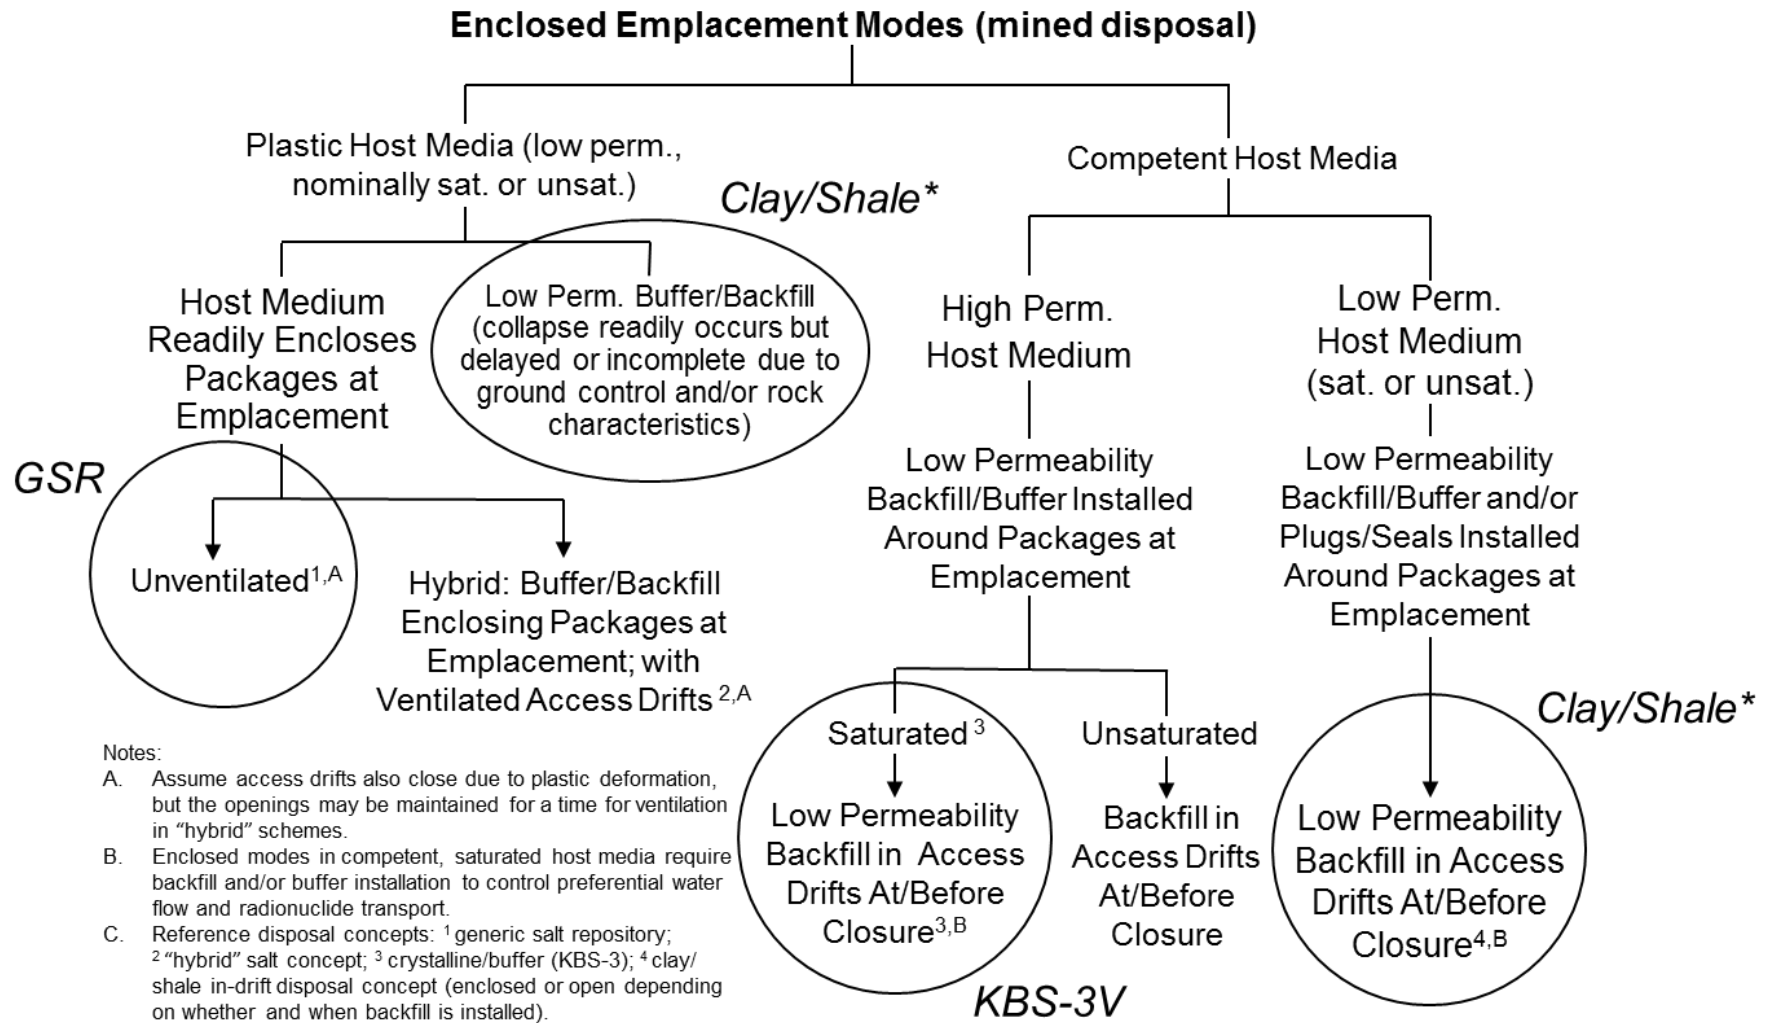 Enclosed Emplacement Modes (mined disposal)
Plastic Host Media (low perm.,
nominally sat. or unsat.)
Competent Host Media
Clay/Shale*
Host Medium
Readily Encloses
Packages at
Emplacement
Low Perm. Buffer/Backfill
(collapse readily occurs but
delayed or incomplete due to
ground control and/or rock
characteristics)
High Perm.
Host Medium
Low Perm.
Host Medium
(sat. or unsat.)
GSR
Unventilated1,A
Hybrid: Buffer/Backfill
Enclosing Packages at
Emplacement; with
Ventilated Access Drifts 2,A
Low Permeability
Backfill/Buffer Installed
Around Packages at
Emplacement
Low Permeability
Backfill/Buffer and/or
Plugs/Seals Installed
Around Packages at
Emplacement
Saturated 3
Low Permeability
Backfill in Access
Drifts At/Before
Closure3,B
KBS-3V
Unsaturated
Backfill in
Access Drifts
At/Before
Closure
Clay/Shale*
Low Permeability
Backfill in Access
Drifts At/Before
Closure4,B
Notes:
A. Assume access drifts also close due to plastic deformation,
but the openings may be maintained for a time for ventilation
in “hybrid” schemes.
B. Enclosed modes in competent, saturated host media require
backfill and/or buffer installation to control preferential water
flow and radionuclide transport.
C. Reference disposal concepts: 1 generic salt repository;
2 “hybrid” salt concept; 3 crystalline/buffer (KBS-3); 4 clay/
shale in-drift disposal concept (enclosed or open depending
on whether and when backfill is installed).